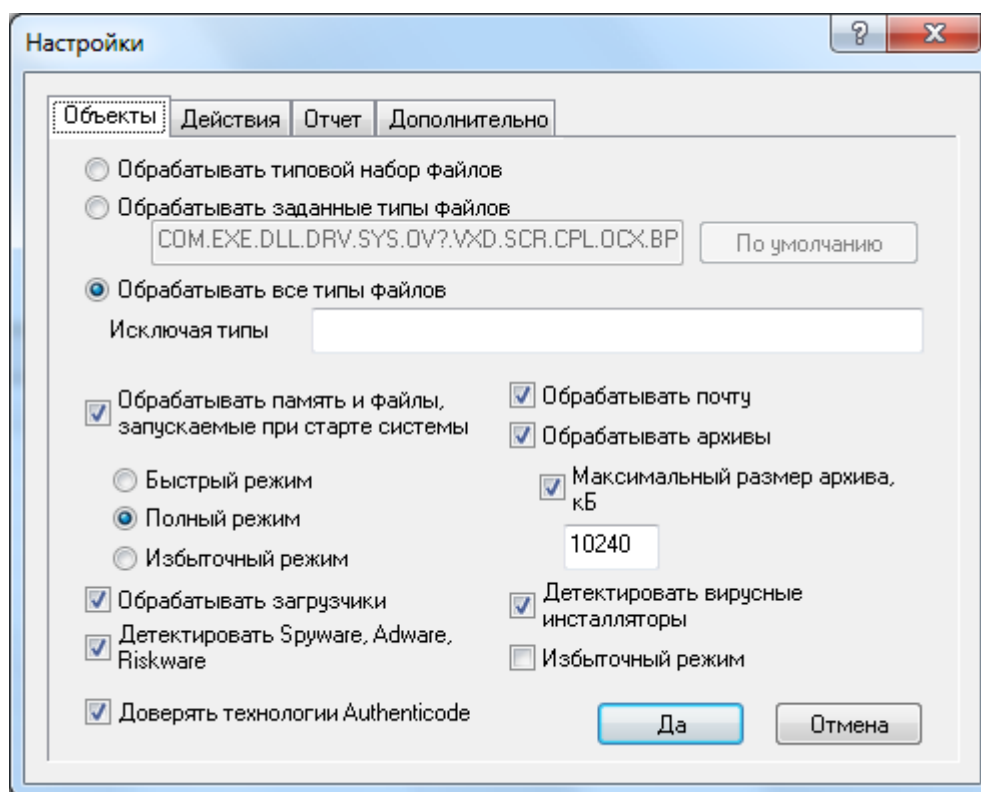 Настройки
Объекты
Действия
Отчет
Дополнительно
Обрабатывать типовой набор файлов
Обрабатывать заданные типы файлов
COM.EXE.DLL.DRV.SYS.OV?.VXD.SCR.CPL.OCX.BP
По умолчанию
Обрабатывать все типы файлов
Исключая типы
Обрабатывать память и файлы,
запускаемые при старте системы
Быстрый режим
Полный режим
Избыточный режим
Обрабатывать загрузчики
Детектировать Spyware, Adware,
Riskware
Доверять технологии Authenticode
Обрабатывать почту
Обрабатывать архивы
Максимальный размер архива,
кБ
10240
Детектировать вирусные
инсталляторы
Избыточный режим
Да
Отмена